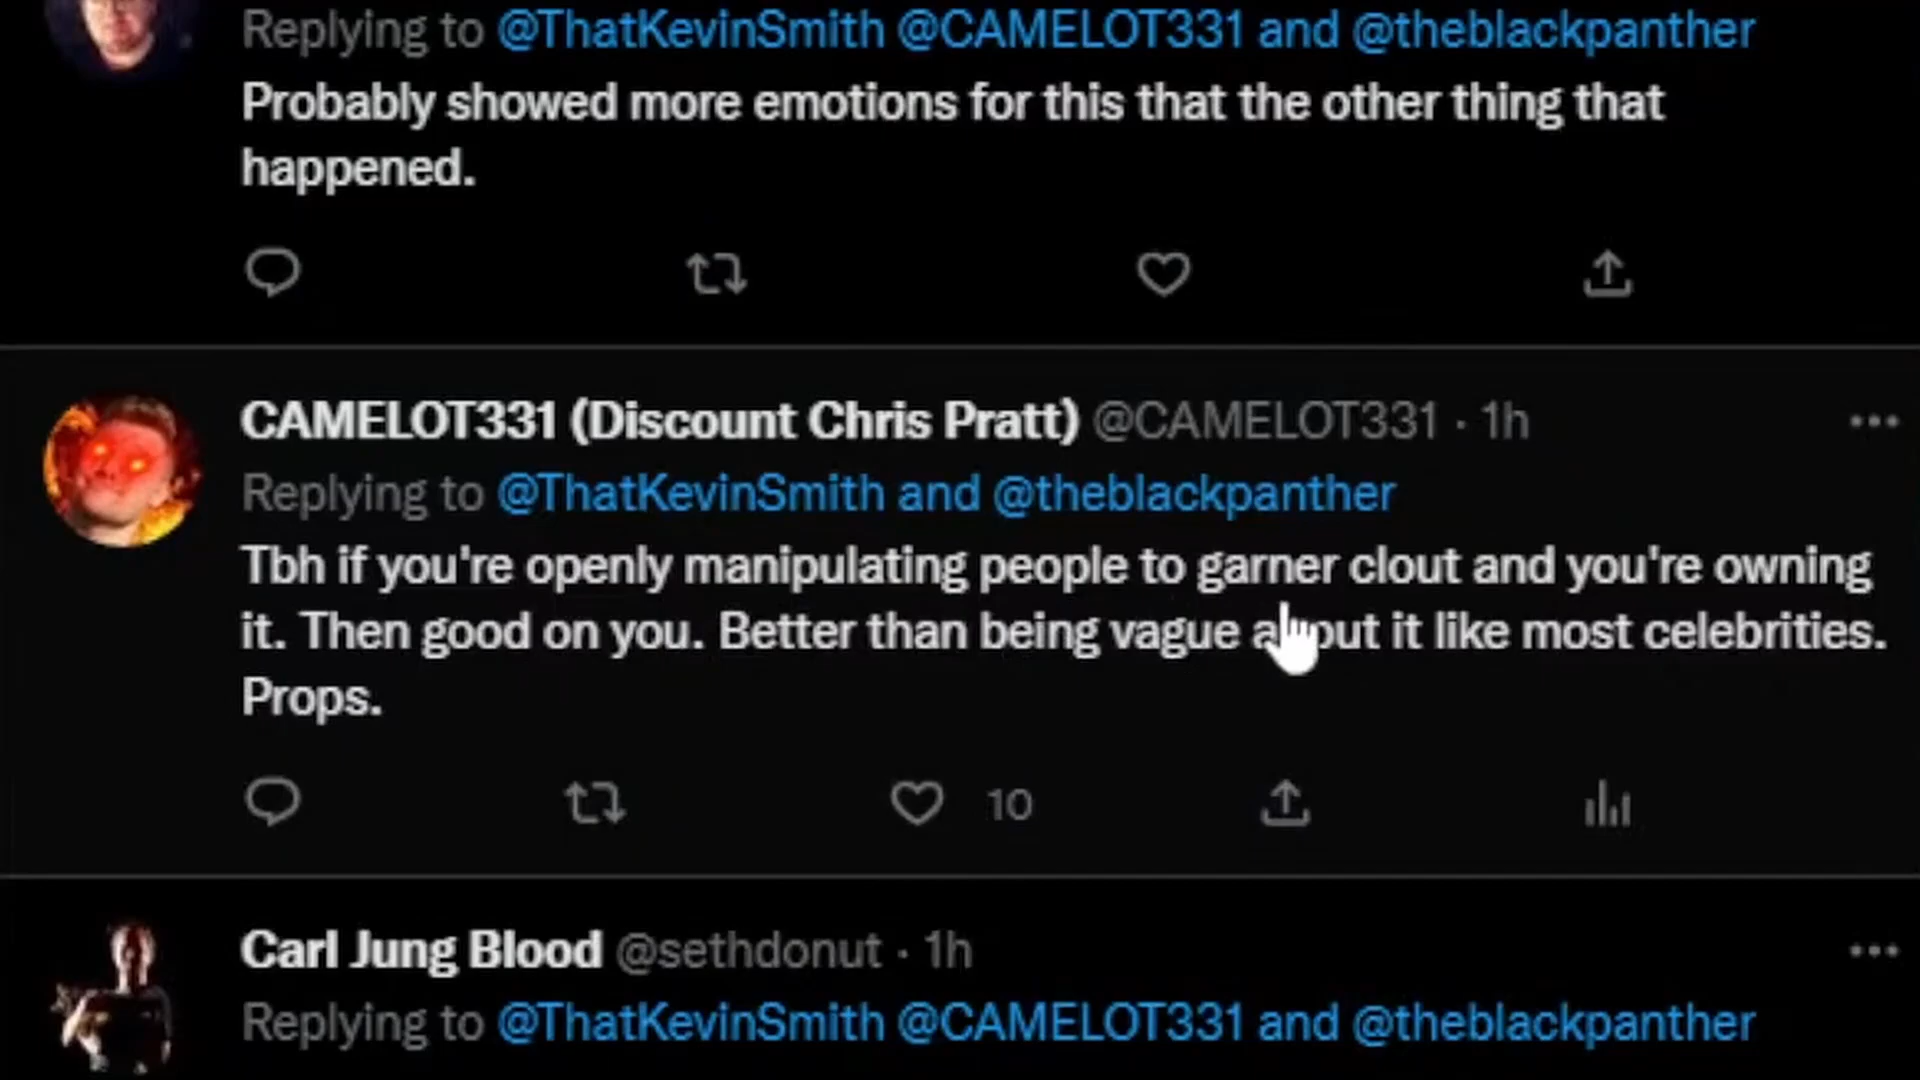 Replying to @ThatKevinSmith @CAMELOT331 and @theblackpanther
Probably showed more emotions for this that the other thing that
happened.
CAMELOT331 (Discount Chris Pratt) @CAMELOT331 · 1h
Replying to @ThatKevinSmith and @theblackpanther
Tbh if you're openly manipulating people to garner clout and you're owning
it. Then good on you. Better than being vague about it like most celebrities.
Props.
10
Carl Jung Blood @sethdonut · 1h
Replying to @ThatKevinSmith @CAMELOT331 and @theblackpanther